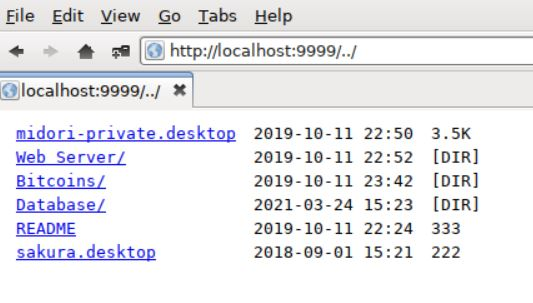 File Edit View Go Tabs Help
http://localhost:9999/../
localhost:9999/../
midori-private.desktop 2019-10-11 22:50 3.5K
Web Server/ 2019-10-11 22:52 [DIR]
Bitcoins/ 2019-10-11 23:42 [DIR]
Database/ 2021-03-24 15:23 [DIR]
README 2019-10-11 22:24 333
sakura.desktop 2018-09-01 15:21 222